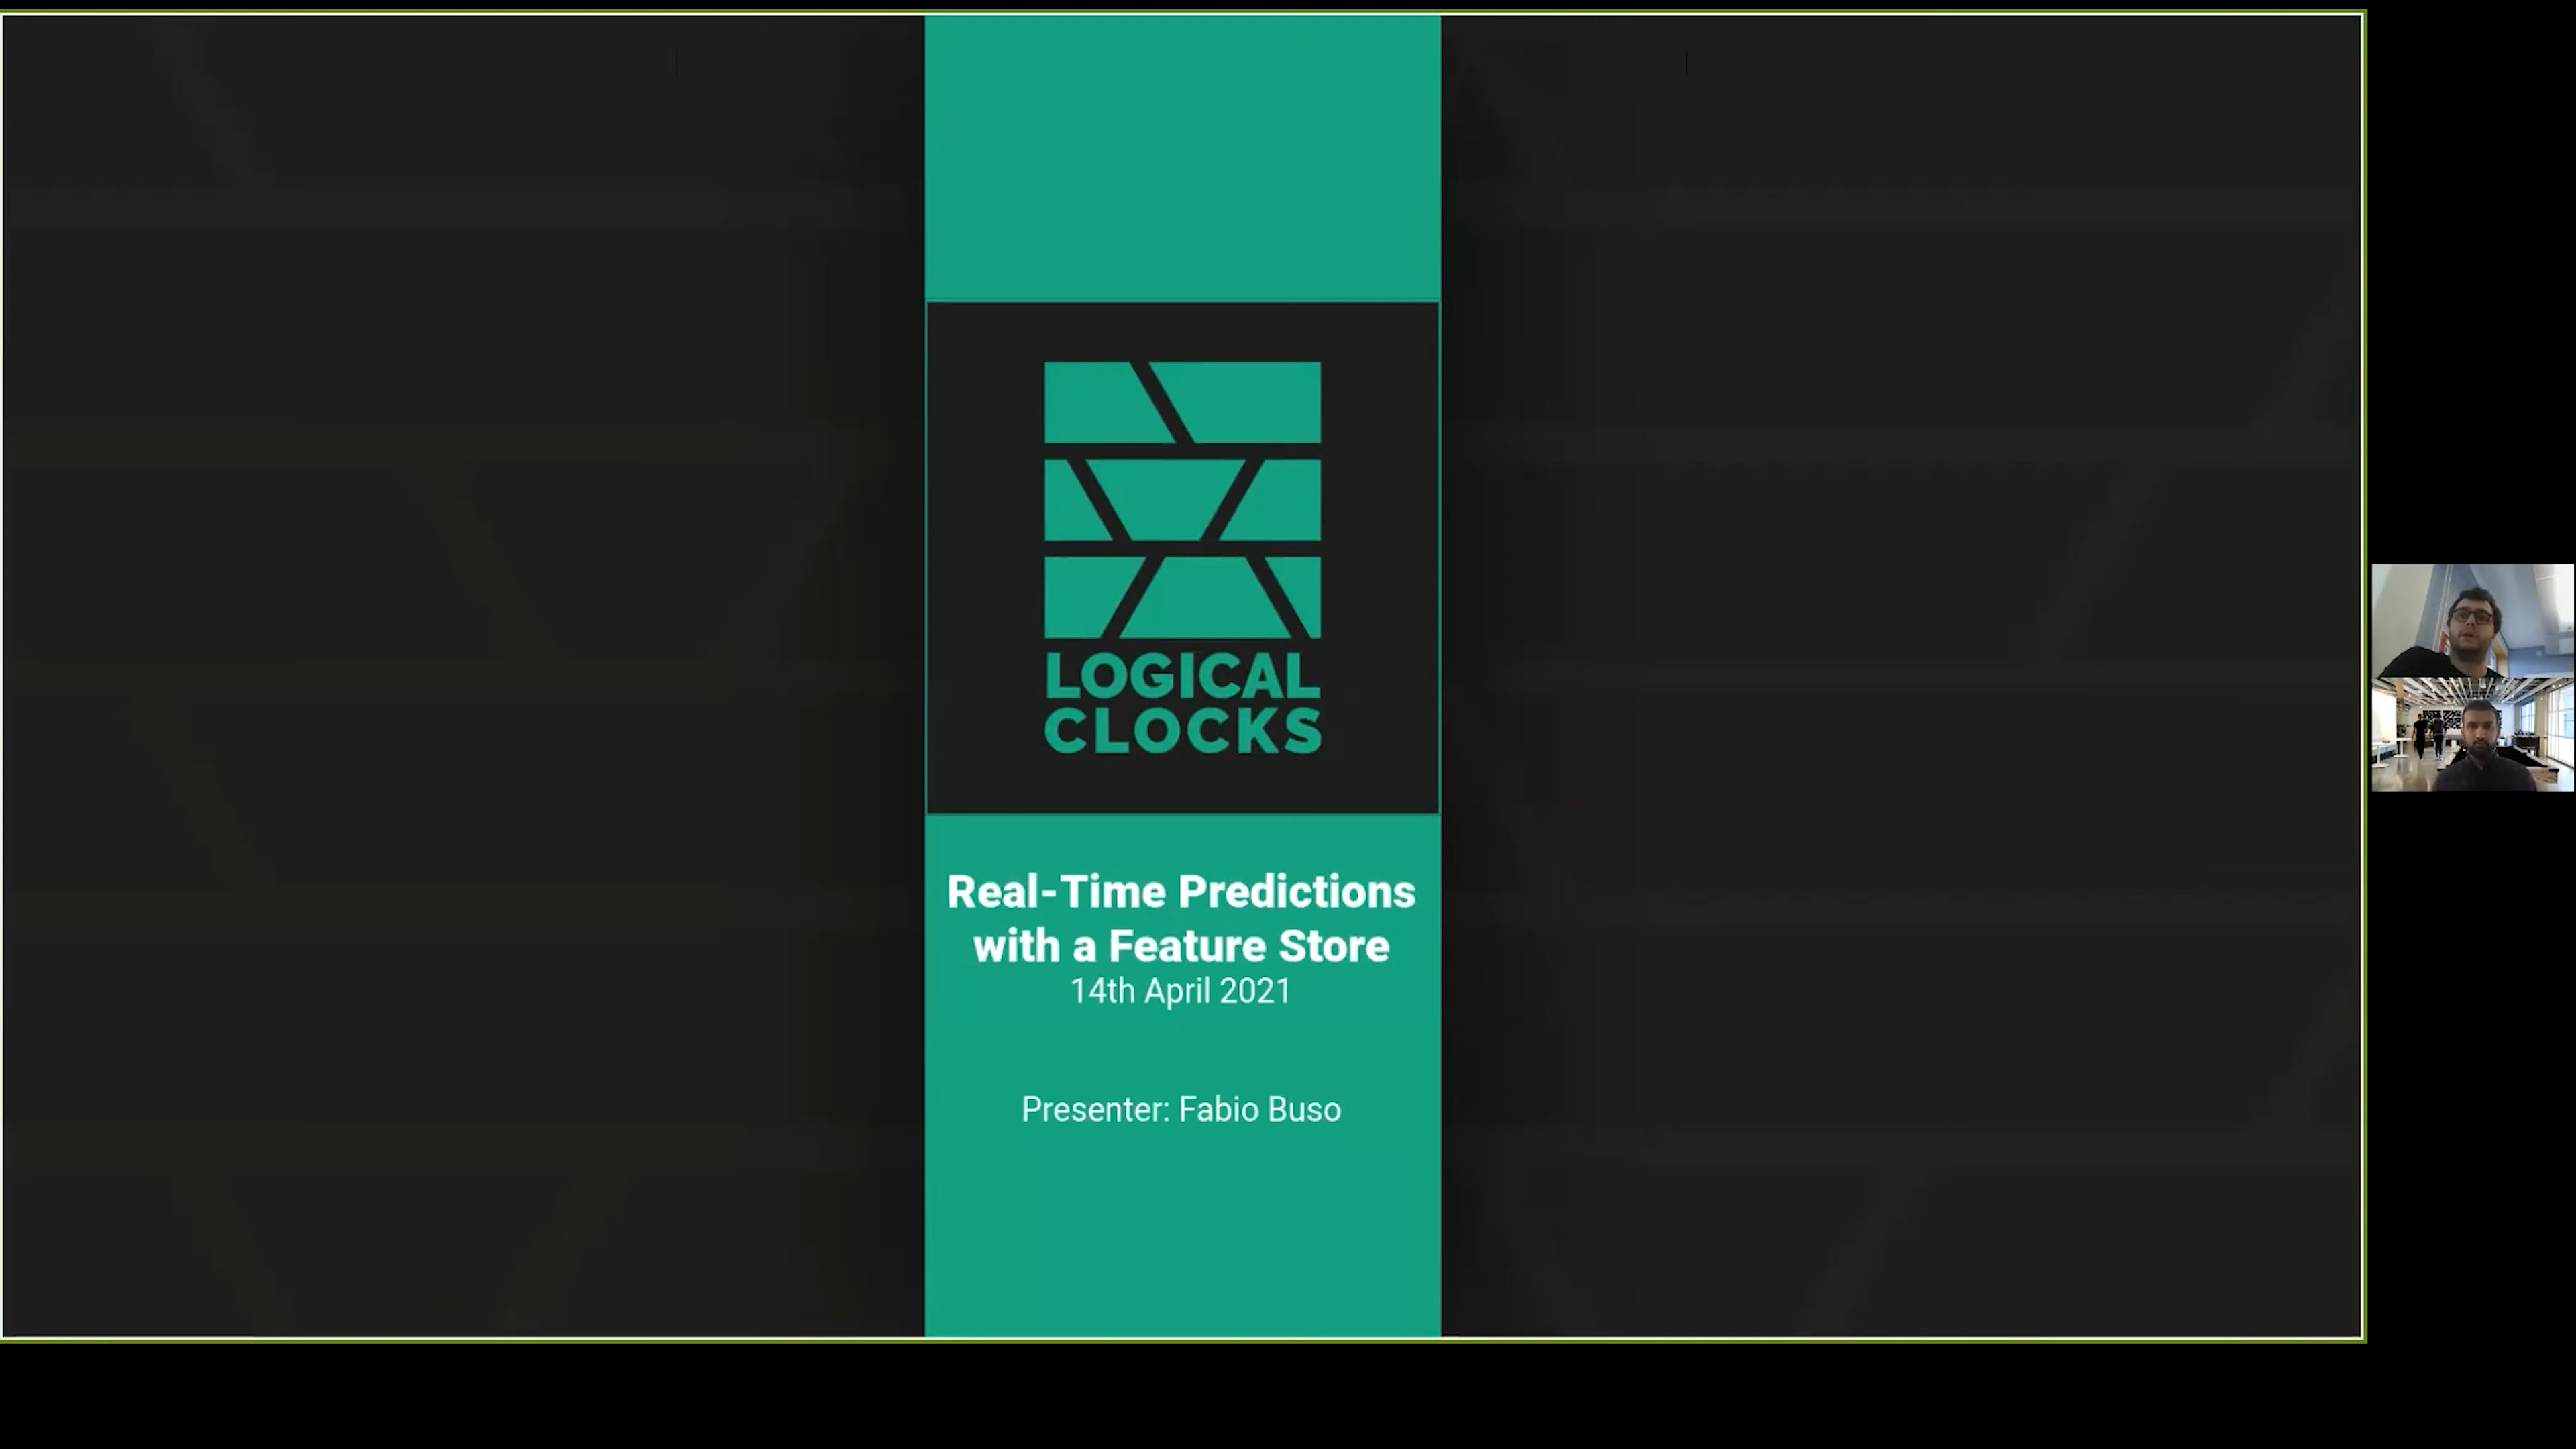 LOGICAL
CLOCKS
Real-Time Predictions
with a Feature Store
14th April 2021
Presenter: Fabio Buso